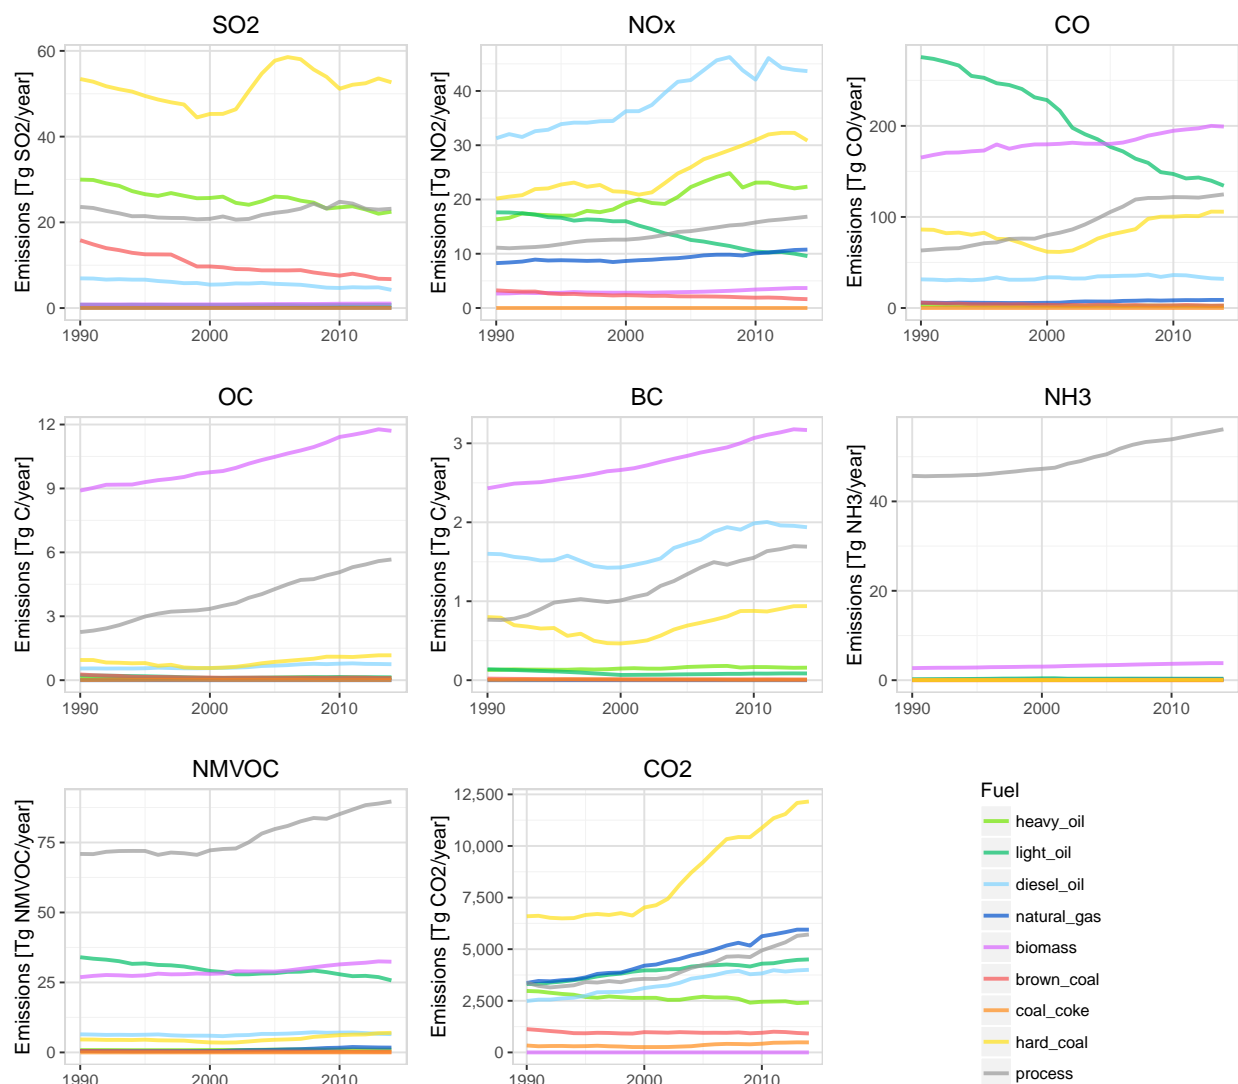 SO2
NOx
CO
Emissions [Tg SO2/year]
60
40
20
0
1990
2000
2010
Emissions [Tg NO2/year]
40
30
20
10
0
1990
2000
2010
Emissions [Tg CO/year]
200
100
0
1990
2000
2010
OC
BC
NH3
Emissions [Tg C/year]
12
9
6
3
0
1990
2000
2010
Emissions [Tg C/year]
3
2
1
0
1990
2000
2010
Emissions [Tg NH3/year]
40
20
0
1990
2000
2010
NMVOC
CO2
Emissions [Tg NMVOC/year]
75
50
25
0
1990
2000
2010
Emissions [Tg CO2/year]
12,500
10,000
7,500
5,000
2,500
0
1990
2000
2010
Fuel
heavy_oil
light_oil
diesel_oil
natural_gas
biomass
brown_coal
coal_coke
hard_coal
process